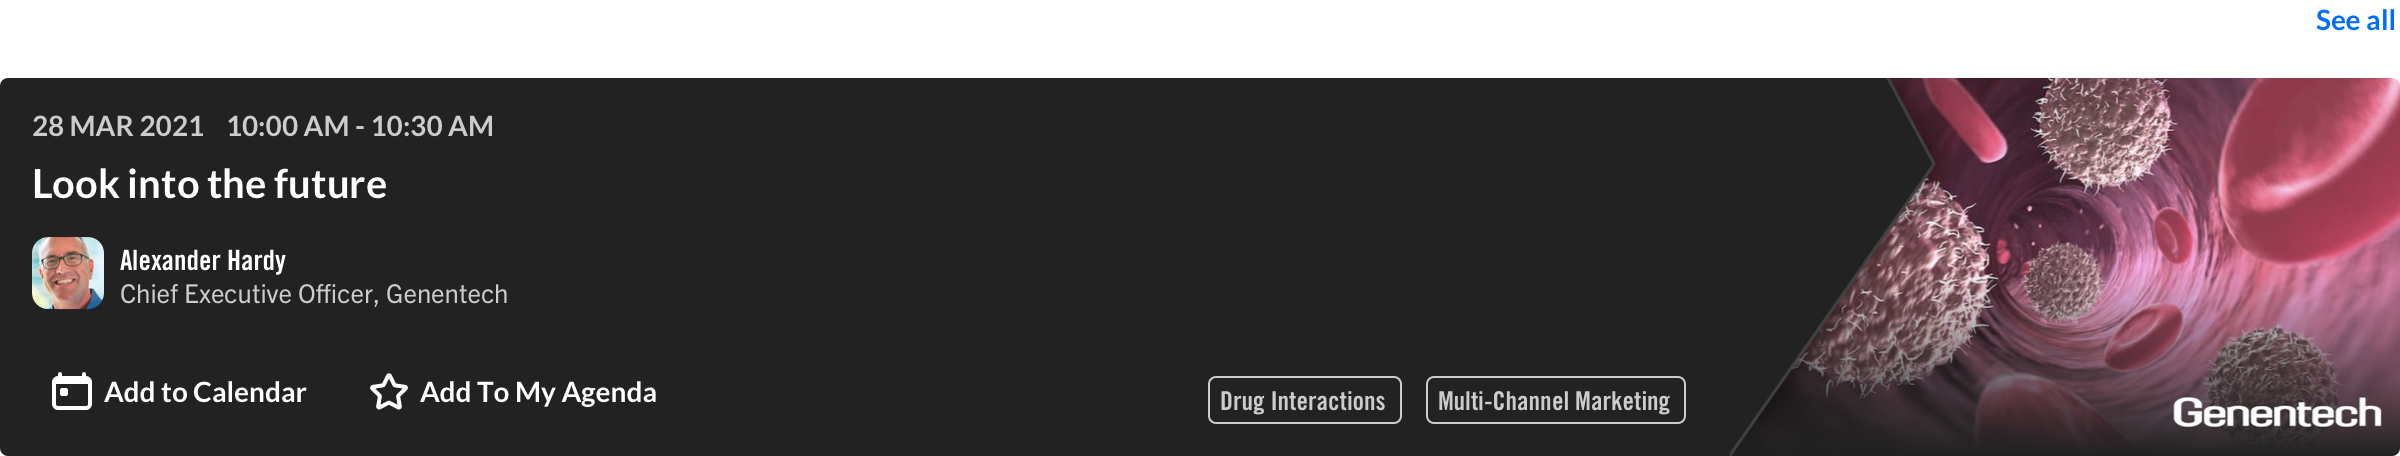 See all
28 MAR 2021 10:00 AM - 10:30 AM
Look into the future
Alexander Hardy
Chief Executive Officer, Genentech
Add to Calendar
Add To My Agenda
Drug Interactions
Multi-Channel Marketing
Genentech